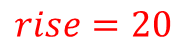 rise = 20